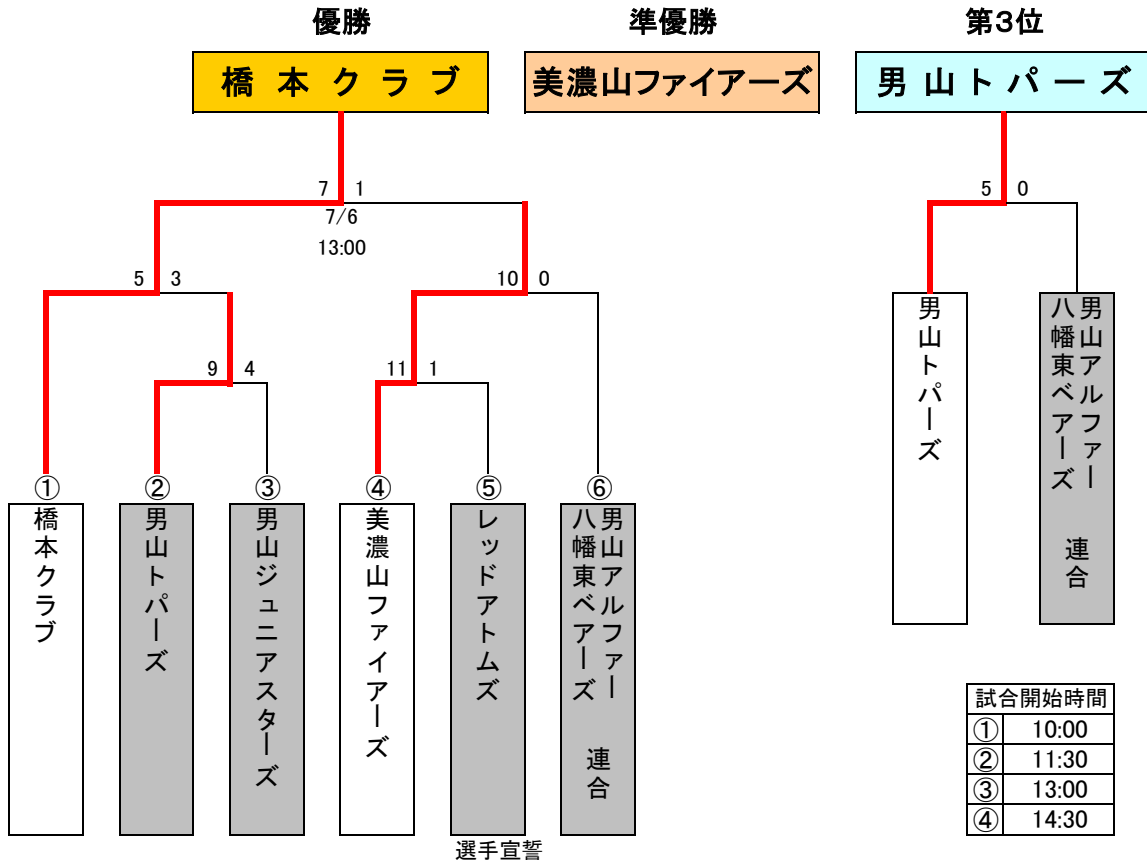 優勝
準優勝
第3位
橋本クラブ
美濃山ファイアーズ
男山トパーズ
7 1
7/6
13:00
5 0
5 3
10 0
9 4
11 1
男山トパーズ
男山アルファー
八幡東ベアーズ
連合
①
②
③
④
⑤
⑥
橋本クラブ
男山トパーズ
男山ジュニアスターズ
美濃山ファイアーズ
レッドアトムズ
男山アルファー
八幡東ベアーズ
連合
選手宣誓
試合開始時間
① 10:00
② 11:30
③ 13:00
④ 14:30